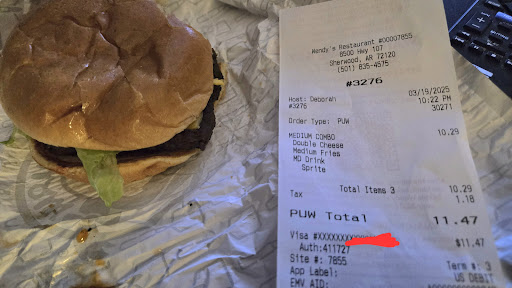 Wendy's Restaurant #00007855
8500 Hwy 107
Sherwood, AR 72120
(501) 835-4575
#3276
Host: Deborah 03/19/2025
#3276 10:22 PM
30271
Order Type: PUW
MEDIUM COMBO 10.29
Double Cheese
Medium Fries
MD Drink
Sprite
Total Items 3 10.29
Tax 1.18
PUW Total 11.47
Visa #XXXXXXXX $11.47
Auth:411727
Site #: 7855 Term #: 3
App Label: US DEBIT
EMV AID: